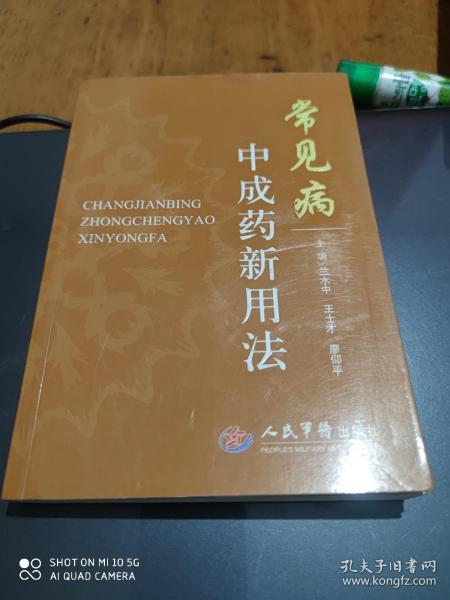 常见病
中成药新用法
CHANGJIANBING
ZHONGCHENGYAO
XINYONGFA
主编 兰水中 王士才 廖仰平
人民军医出版社
PEOPLE'S MILITARY
SHOT ON MI 10 5G
AI QUAD CAMERA
孔夫子旧书网
www.kongfz.com